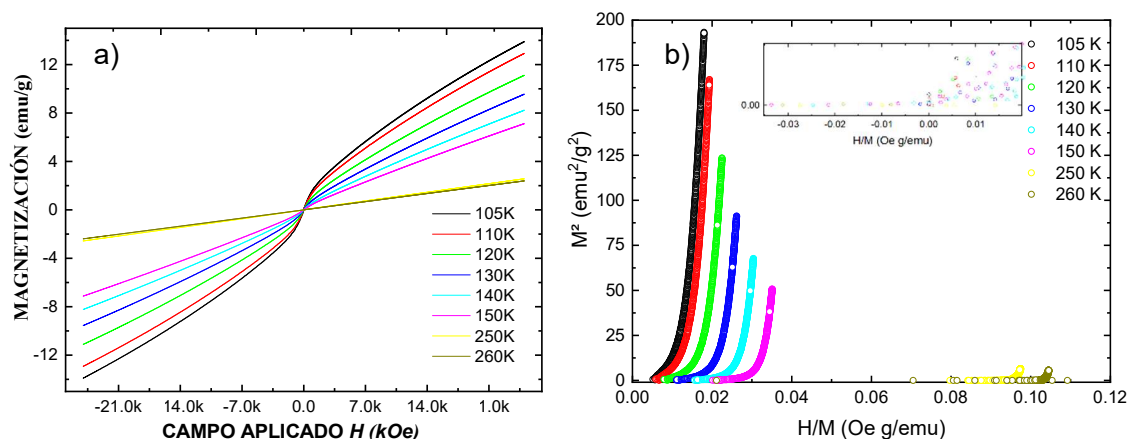 a)
MAGNETIZACIÓN (emu/g)
12
8
4
0
-4
-8
-12
105K
110K
120K
130K
140K
150K
250K
260K
-21.0k 14.0k -7.0k 0.0 7.0k 14.0k 1.0k
CAMPO APLICADO H (kOe)
b)
M² (emu²/g²)
200
175
150
125
100
75
50
25
0
0.00
-0.03 -0.02 -0.01 0.00 0.01
H/M (Oe g/emu)
105 K
110 K
120 K
130 K
140 K
150 K
250 K
260 K
0.00 0.02 0.04 0.06 0.08 0.10 0.12
H/M (Oe g/emu)